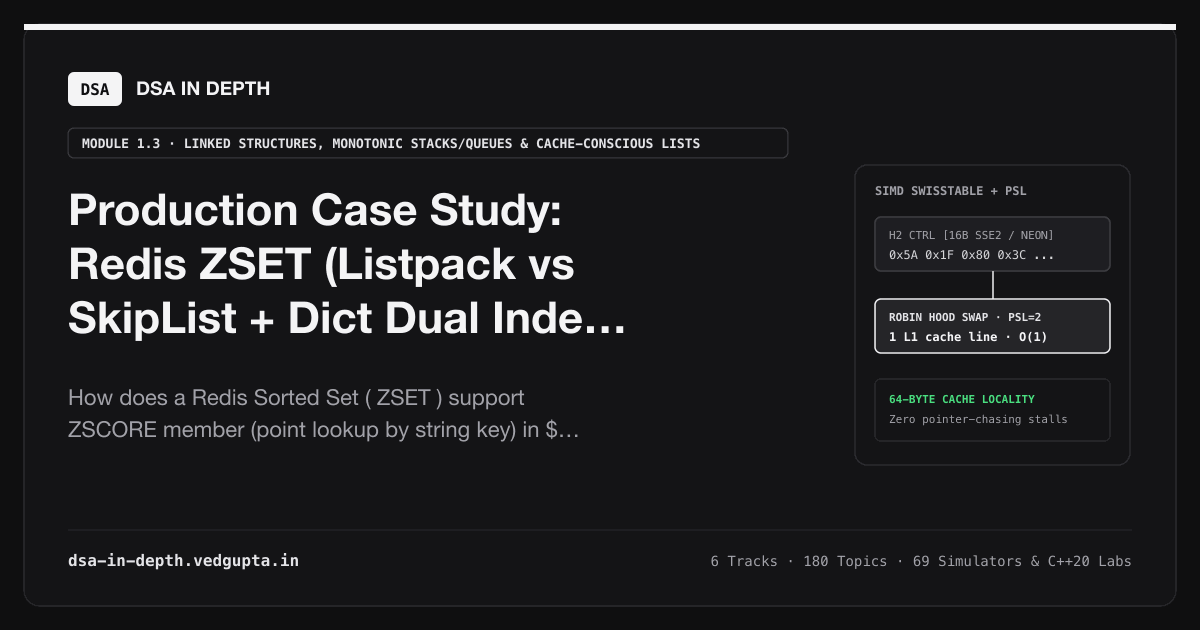 DSA
DSA IN DEPTH
MODULE 1.3 · LINKED STRUCTURES, MONOTONIC STACKS/QUEUES & CACHE-CONSCIOUS LISTS
Production Case Study:
Redis ZSET (Listpack vs
SkipList + Dict Dual Inde…
How does a Redis Sorted Set ( ZSET ) support
ZSCORE member (point lookup by string key) in $…
SIMD SWISSTABLE + PSL
H2 CTRL [16B SSE2 / NEON]
0x5A 0x1F 0x80 0x3C ...
ROBIN HOOD SWAP · PSL=2
1 L1 cache line · O(1)
64-BYTE CACHE LOCALITY
Zero pointer-chasing stalls
dsa-in-depth.vedgupta.in
6 Tracks · 180 Topics · 69 Simulators & C++20 Labs